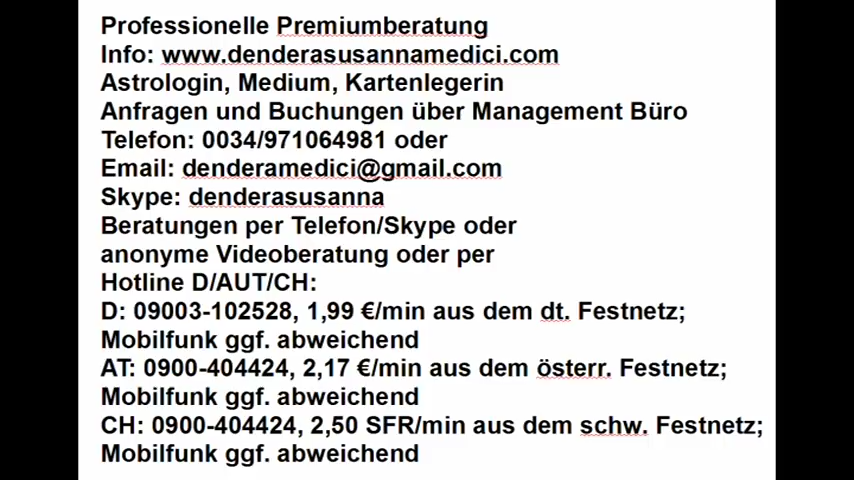 Professionelle Premiumberatung
Info: www.denderasusannamedici.com
Astrologin, Medium, Kartenlegerin
Anfragen und Buchungen über Management Büro
Telefon: 0034/971064981 oder
Email: denderamedici@gmail.com
Skype: denderasusanna
Beratungen per Telefon/Skype oder
anonyme Videoberatung oder per
Hotline D/AUT/CH:
D: 09003-102528, 1,99 €/min aus dem dt. Festnetz;
Mobilfunk ggf. abweichend
AT: 0900-404424, 2,17 €/min aus dem österr. Festnetz;
Mobilfunk ggf. abweichend
CH: 0900-404424, 2,50 SFR/min aus dem schw. Festnetz;
Mobilfunk ggf. abweichend